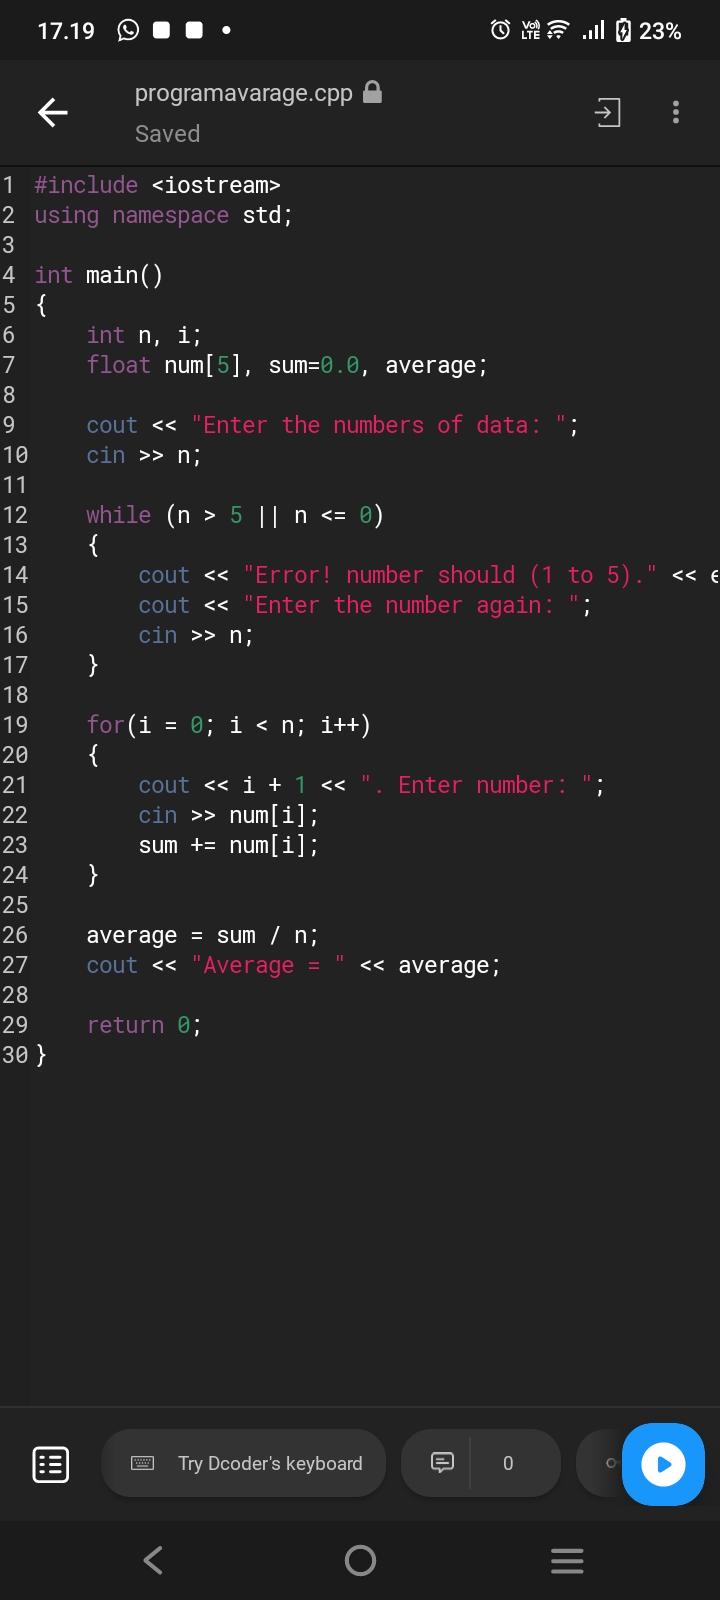 17.19 Vo) LTE 23%
programavarage.cpp
Saved
1 #include <iostream>
2 using namespace std;
3
4 int main()
5 {
6     int n, i;
7     float num[5], sum=0.0, average;
8
9     cout << "Enter the numbers of data: ";
10     cin >> n;
11
12     while (n > 5 || n <= 0)
13     {
14         cout << "Error! number should (1 to 5)." << e
15         cout << "Enter the number again: ";
16         cin >> n;
17     }
18
19     for(i = 0; i < n; i++)
20     {
21         cout << i + 1 << ". Enter number: ";
22         cin >> num[i];
23         sum += num[i];
24     }
25
26     average = sum / n;
27     cout << "Average = " << average;
28
29     return 0;
30 }
Try Dcoder's keyboard 0